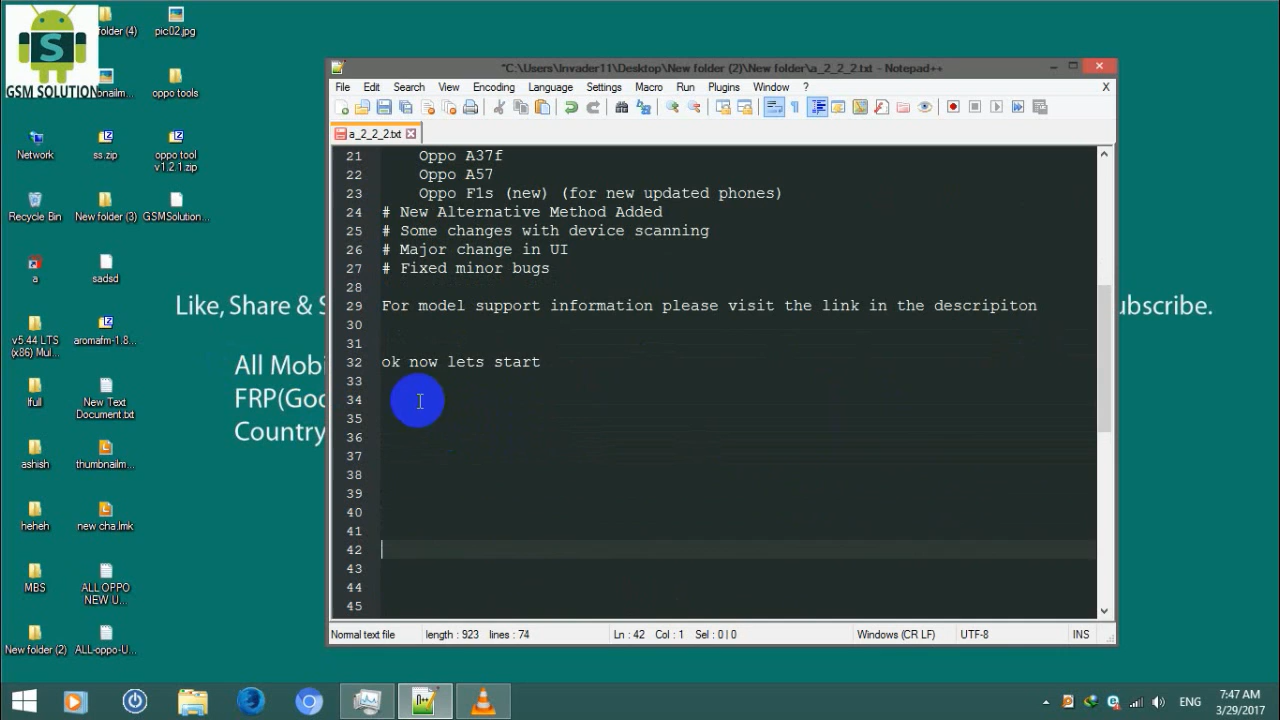 folder (4)
pic02.jpg
S
GSM SOLUTION
oppo tools
Network
ss.zip
oppo tool
v1.2.1.zip
Recycle Bin
New folder (3)
GSMSolution...
a
sadsd
v5.44 LTS
(x86) Mul...
aromafm-1.8...
lfull
New Text
Document.txt
ashish
thumbnailm...
heheh
new cha.lmk
MBS
ALL OPPO
NEW U...
New folder (2)
ALL-oppo-U...
Like, Share & S
ubscribe.
All Mobi
FRP(Goo
Country
*C:\Users\Invader11\Desktop\New folder (2)\New folder\a_2_2_2.txt - Notepad++
File Edit Search View Encoding Language Settings Macro Run Plugins Window ? X
a_2_2_2.txt
21 Oppo A37f
22 Oppo A57
23 Oppo F1s (new) (for new updated phones)
24 # New Alternative Method Added
25 # Some changes with device scanning
26 # Major change in UI
27 # Fixed minor bugs
28
29 For model support information please visit the link in the descripiton
30
31
32 ok now lets start
33
34
35
36
37
38
39
40
41
42
43
44
45
Normal text file length : 923 lines : 74 Ln : 42 Col : 1 Sel : 0 | 0 Windows (CR LF) UTF-8 INS
ENG
7:47 AM
3/29/2017